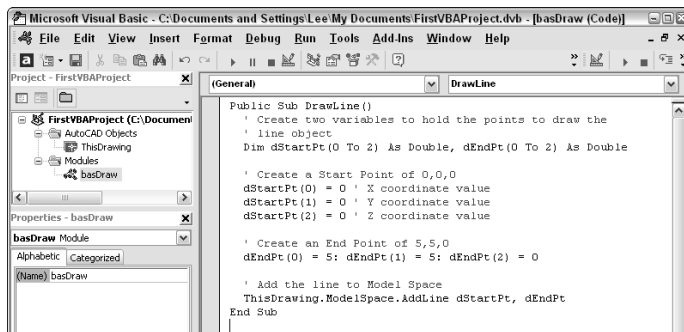 Microsoft Visual Basic - C:\Documents and Settings\Lee\My Documents\FirstVBAProject.dvb - [basDraw (Code)]
File Edit View Insert Format Debug Run Tools Add-Ins Window Help
Project - FirstVBAProject
(General) DrawLine
FirstVBAProject (C:\Document
AutoCAD Objects
ThisDrawing
Modules
basDraw
Properties - basDraw
basDraw Module
Alphabetic Categorized
(Name) basDraw
Public Sub DrawLine()
' Create two variables to hold the points to draw the
' line object
Dim dStartPt(0 To 2) As Double, dEndPt(0 To 2) As Double
' Create a Start Point of 0,0,0
dStartPt(0) = 0 ' X coordinate value
dStartPt(1) = 0 ' Y coordinate value
dStartPt(2) = 0 ' Z coordinate value
' Create an End Point of 5,5,0
dEndPt(0) = 5: dEndPt(1) = 5: dEndPt(2) = 0
' Add the line to Model Space
ThisDrawing.ModelSpace.AddLine dStartPt, dEndPt
End Sub